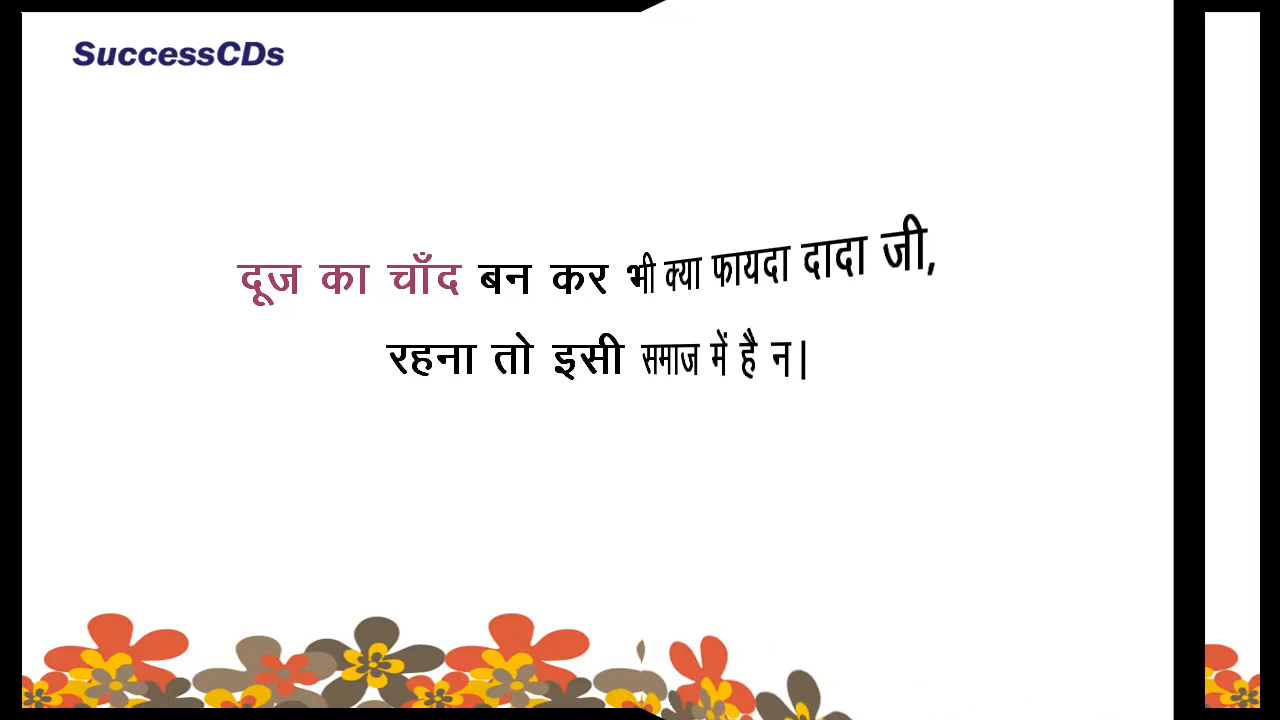 SuccessCDs
दूज का चाँद बन कर भी क्या फायदा दादा जी,
रहना तो इसी समाज में है न|